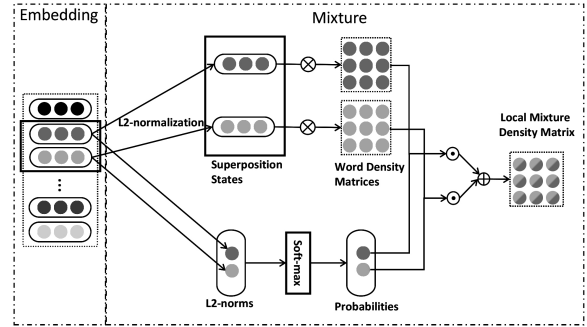 Embedding
Mixture
L2-normalization
Superposition
States
Word Density
Matrices
Local Mixture
Density Matrix
L2-norms
Soft-max
Probabilities